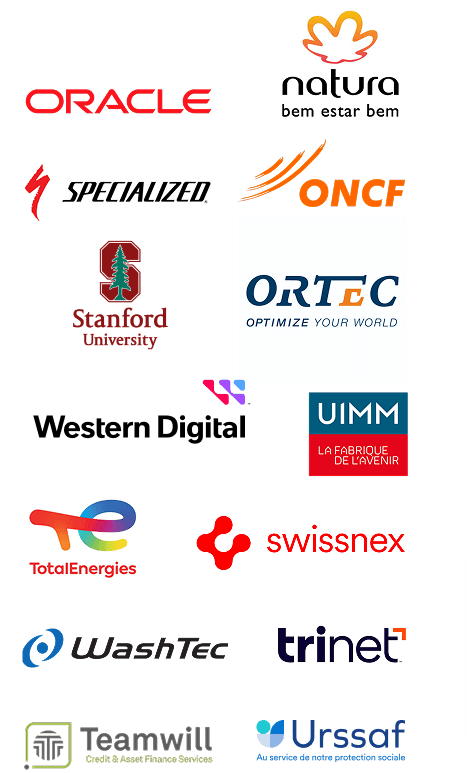 ORACLE
natura
bem estar bem
SPECIALIZED
ONCF
S
Stanford
University
ORTEC
OPTIMIZE YOUR WORLD
Western Digital
UIMM
LA FABRIQUE
DE L'AVENIR
TotalEnergies
swissnex
WashTec
trinet
Teamwill
Credit & Asset Finance Services
Urssaf
Au service de notre protection sociale